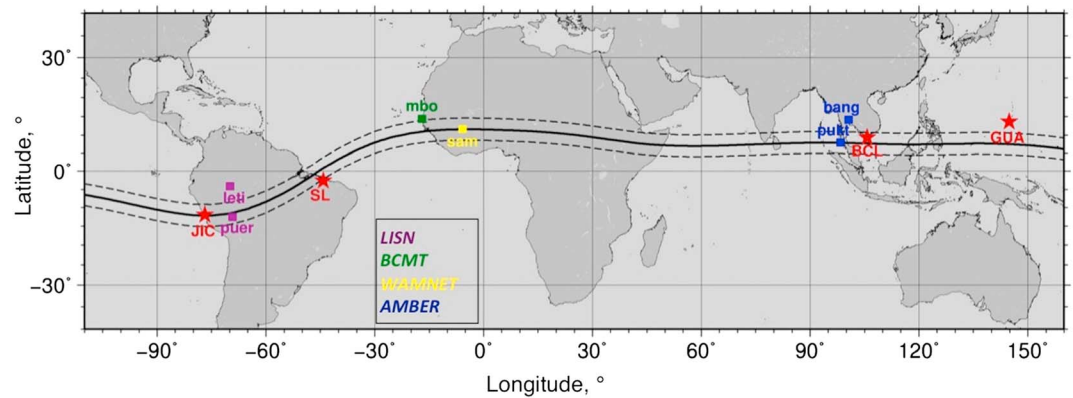 30°
0
−30°
Latitude, °
mbo
sam
bang
pukt
BCL
GUA
leti
SL
JIC
puer
LISN
BCMT
WAMNET
AMBER
−90° −60° −30° 0° 30° 60° 90° 120° 150°
Longitude, °